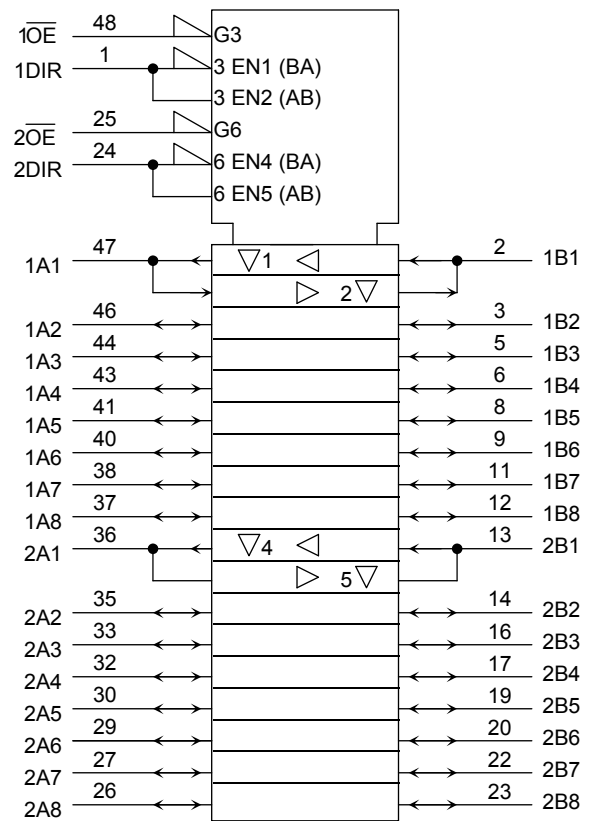 1O̅E̅ 48 G3
1DIR 1 3 EN1 (BA)
3 EN2 (AB)
2O̅E̅ 25 G6
2DIR 24 6 EN4 (BA)
6 EN5 (AB)
1A1 47 1 2 1B1
2
1A2 46 3 1B2
1A3 44 5 1B3
1A4 43 6 1B4
1A5 41 8 1B5
1A6 40 9 1B6
1A7 38 11 1B7
1A8 37 12 1B8
2A1 36 4 13 2B1
5
2A2 35 14 2B2
2A3 33 16 2B3
2A4 32 17 2B4
2A5 30 19 2B5
2A6 29 20 2B6
2A7 27 22 2B7
2A8 26 23 2B8